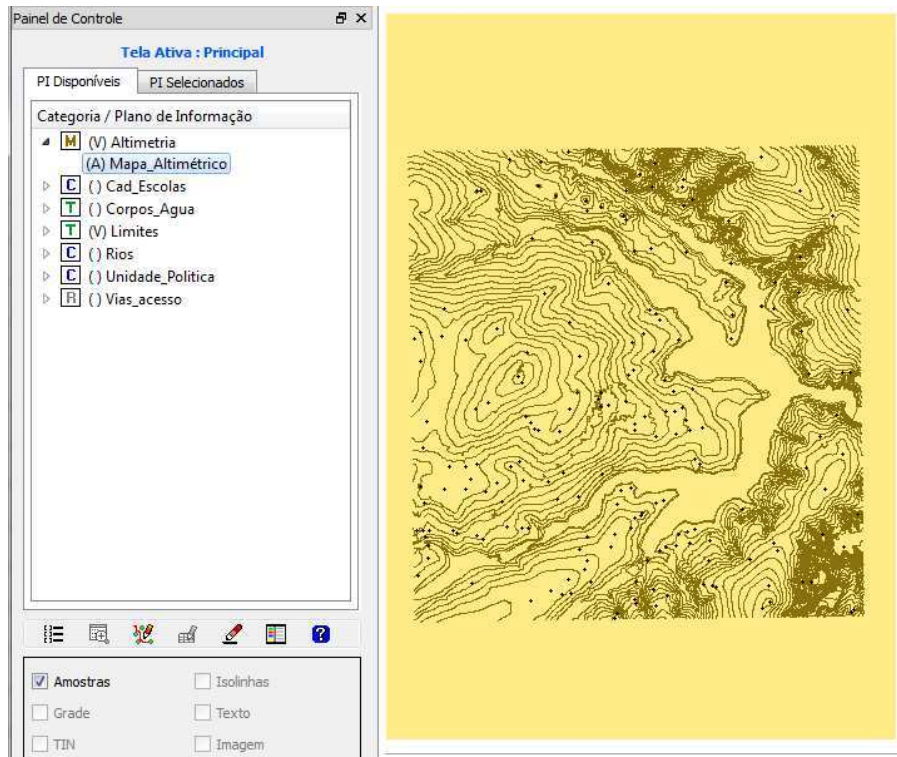 Painel de Controle
Tela Ativa : Principal
PI Disponíveis PI Selecionados
Categoria / Plano de Informação
M (V) Altimetria
(A) Mapa_Altimétrico
C ( ) Cad_Escolas
T ( ) Corpos_Agua
T (V) Limites
C ( ) Rios
C ( ) Unidade_Politica
R ( ) Vias_acesso
Amostras Isolinhas
Grade Texto
TIN Imagem